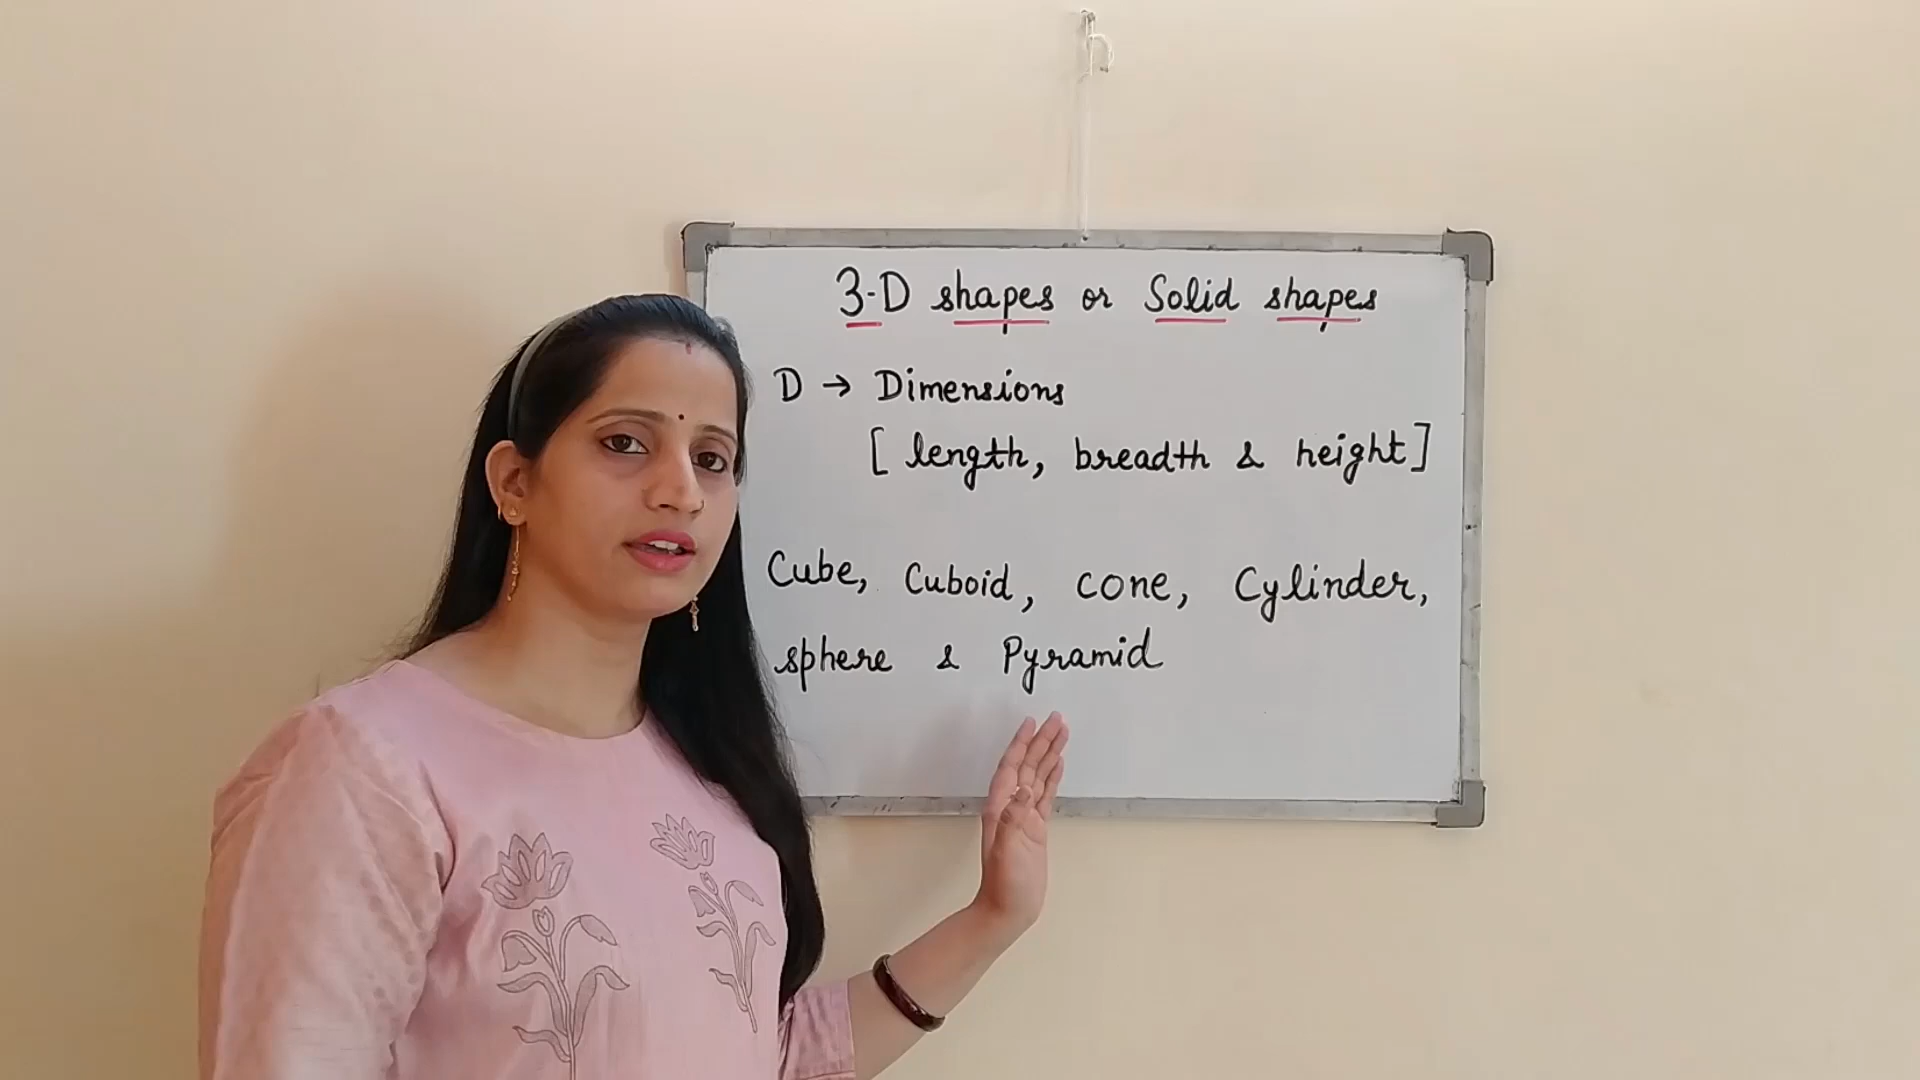 3-D shapes or Solid shapes
D → Dimensions
[ length, breadth & height ]
Cube, Cuboid, cone, Cylinder,
sphere & Pyramid